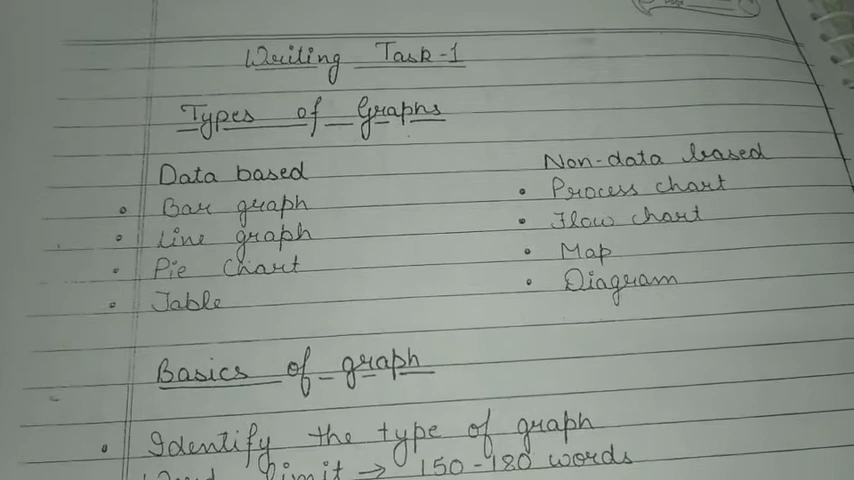 Writing Task-1
Types of Graphs
Data based Non-data based
• Bar graph • Process chart
• Line graph • Flow chart
• Pie Chart • Map
• Table • Diagram
Basics of graph
• Identify the type of graph
limit → 150-180 words